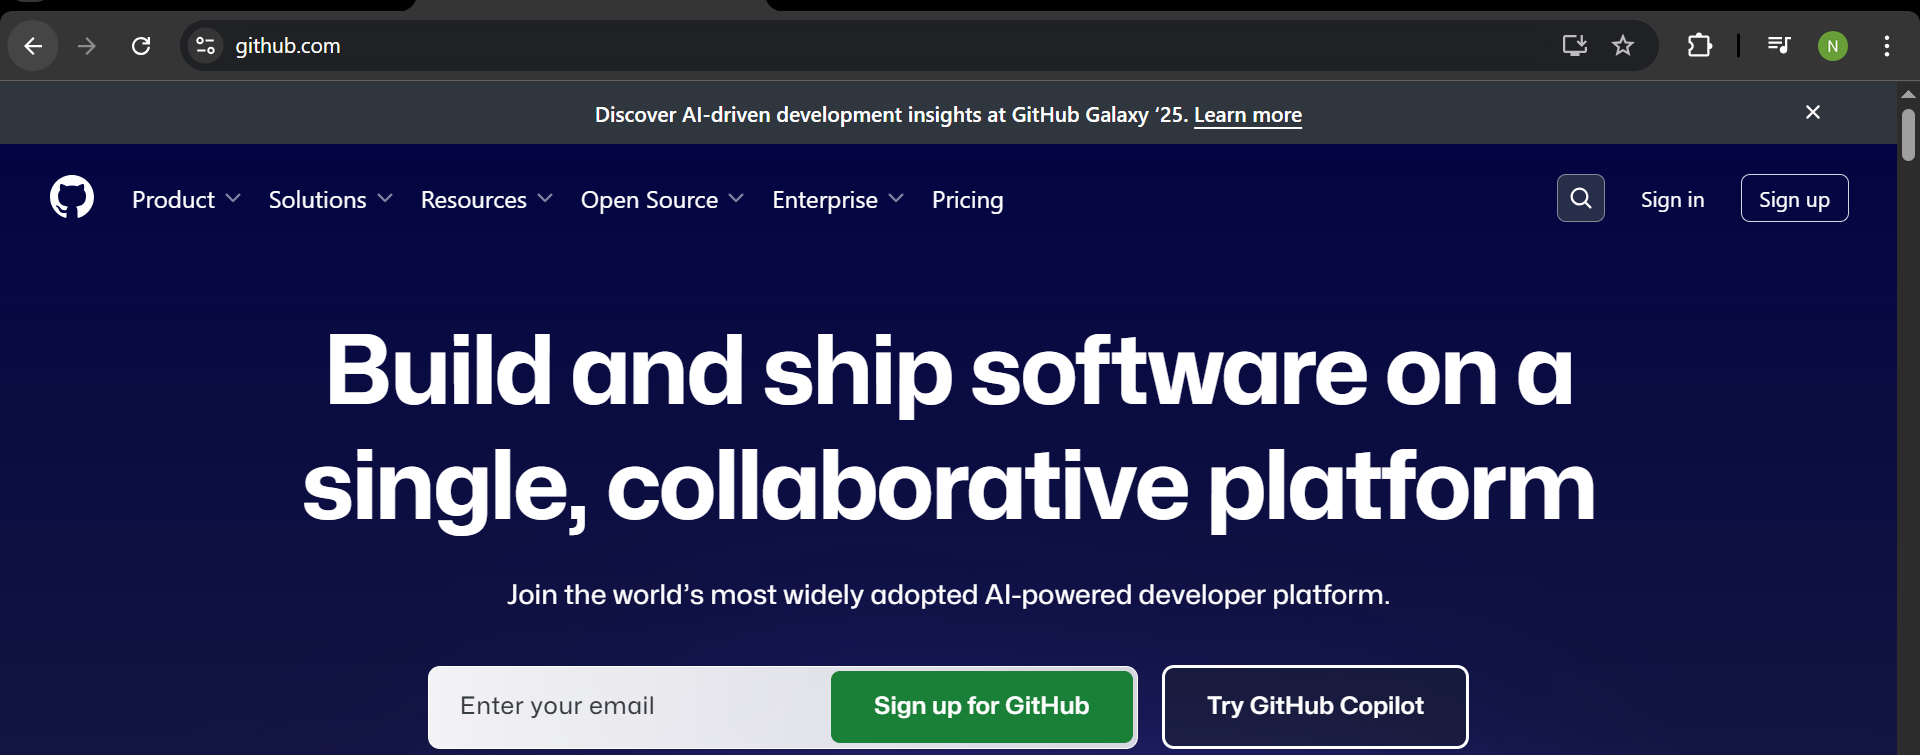 github.com
N
Discover AI-driven development insights at GitHub Galaxy ‘25. Learn more
Product Solutions Resources Open Source Enterprise Pricing Sign in Sign up
Build and ship software on a
single, collaborative platform
Join the world’s most widely adopted AI-powered developer platform.
Enter your email Sign up for GitHub Try GitHub Copilot